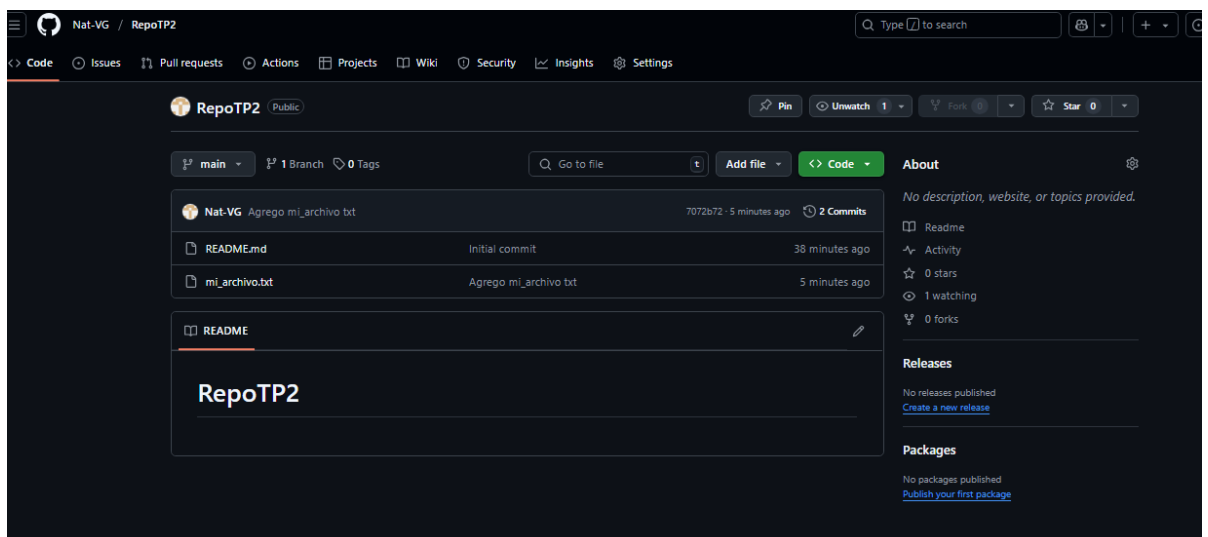 Nat-VG / RepoTP2
Type / to search
Code Issues Pull requests Actions Projects Wiki Security Insights Settings
RepoTP2 Public
Pin Unwatch 1 Fork 0 Star 0
main 1 Branch 0 Tags
Go to file t Add file Code
Nat-VG Agrego mi_archivo txt 7072b72 · 5 minutes ago 2 Commits
README.md Initial commit 38 minutes ago
mi_archivo.txt Agrego mi_archivo txt 5 minutes ago
README
RepoTP2
About
No description, website, or topics provided.
Readme
Activity
0 stars
1 watching
0 forks
Releases
No releases published
Create a new release
Packages
No packages published
Publish your first package